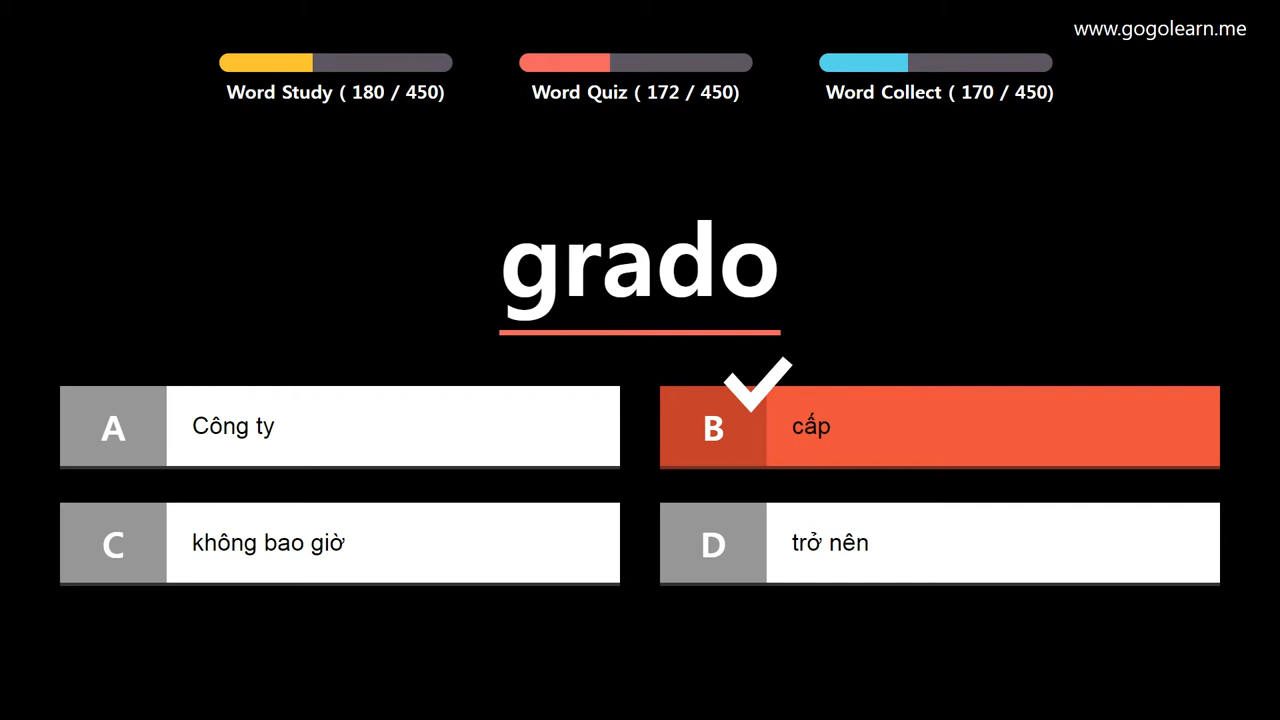 www.gogolearn.me
Word Study ( 180 / 450)
Word Quiz ( 172 / 450)
Word Collect ( 170 / 450)
grado
A
Công ty
B
cấp
C
không bao giờ
D
trở nên